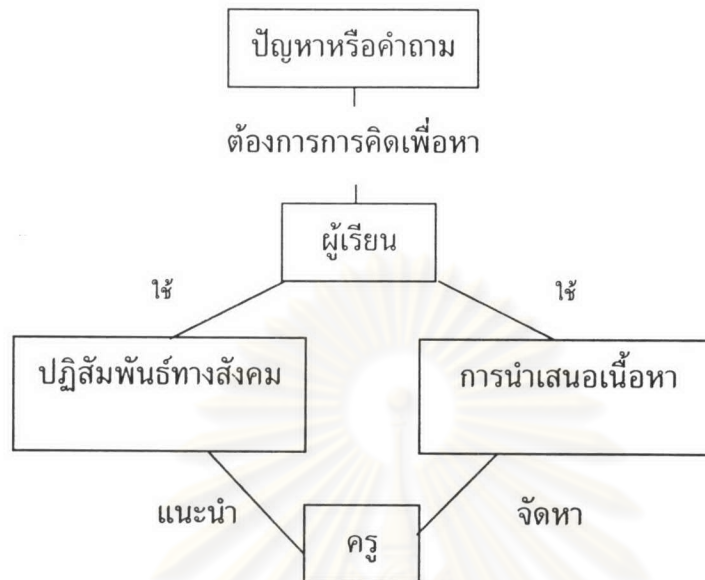 ปัญหาหรือคำถาม
ต้องการการคิดเพื่อหา
ผู้เรียน
ใช้ ใช้
ปฏิสัมพันธ์ทางสังคม การนำเสนอเนื้อหา
แนะนำ จัดหา
ครู